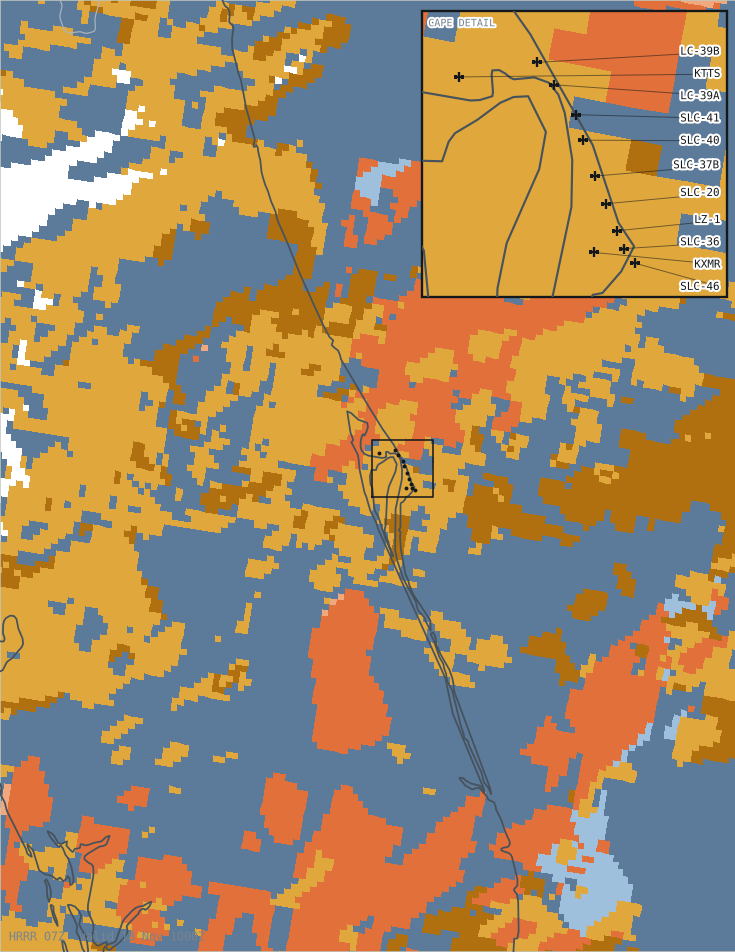 CAPE DETAIL
LC-39B
KTTS
LC-39A
SLC-41
SLC-40
SLC-37B
SLC-20
LZ-1
SLC-36
KXMR
SLC-46
HRRR 07Z